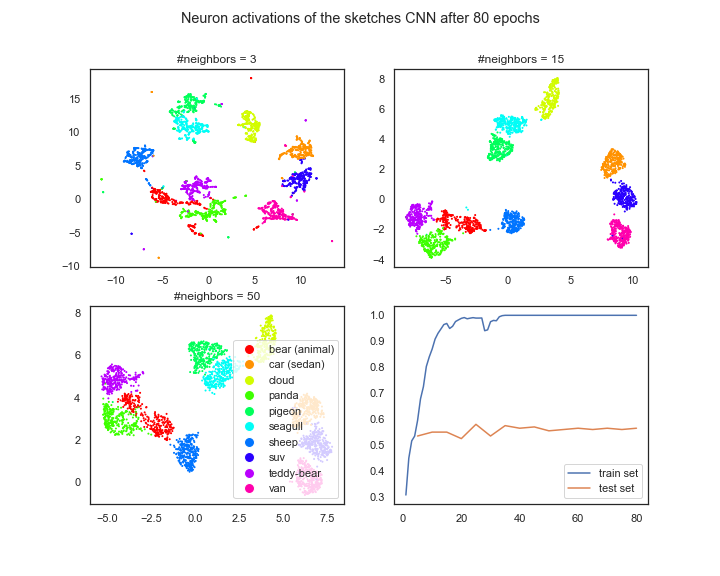 Neuron activations of the sketches CNN after 80 epochs
#neighbors = 3
15
10
5
0
−5
−10
−10 −5 0 5 10
#neighbors = 15
8
6
4
2
0
−2
−4
−5 0 5 10
#neighbors = 50
8
6
4
2
0
−5.0 −2.5 0.0 2.5 5.0 7.5
bear (animal)
car (sedan)
cloud
panda
pigeon
seagull
sheep
suv
teddy-bear
van
1.0
0.9
0.8
0.7
0.6
0.5
0.4
0.3
0 20 40 60 80
train set
test set